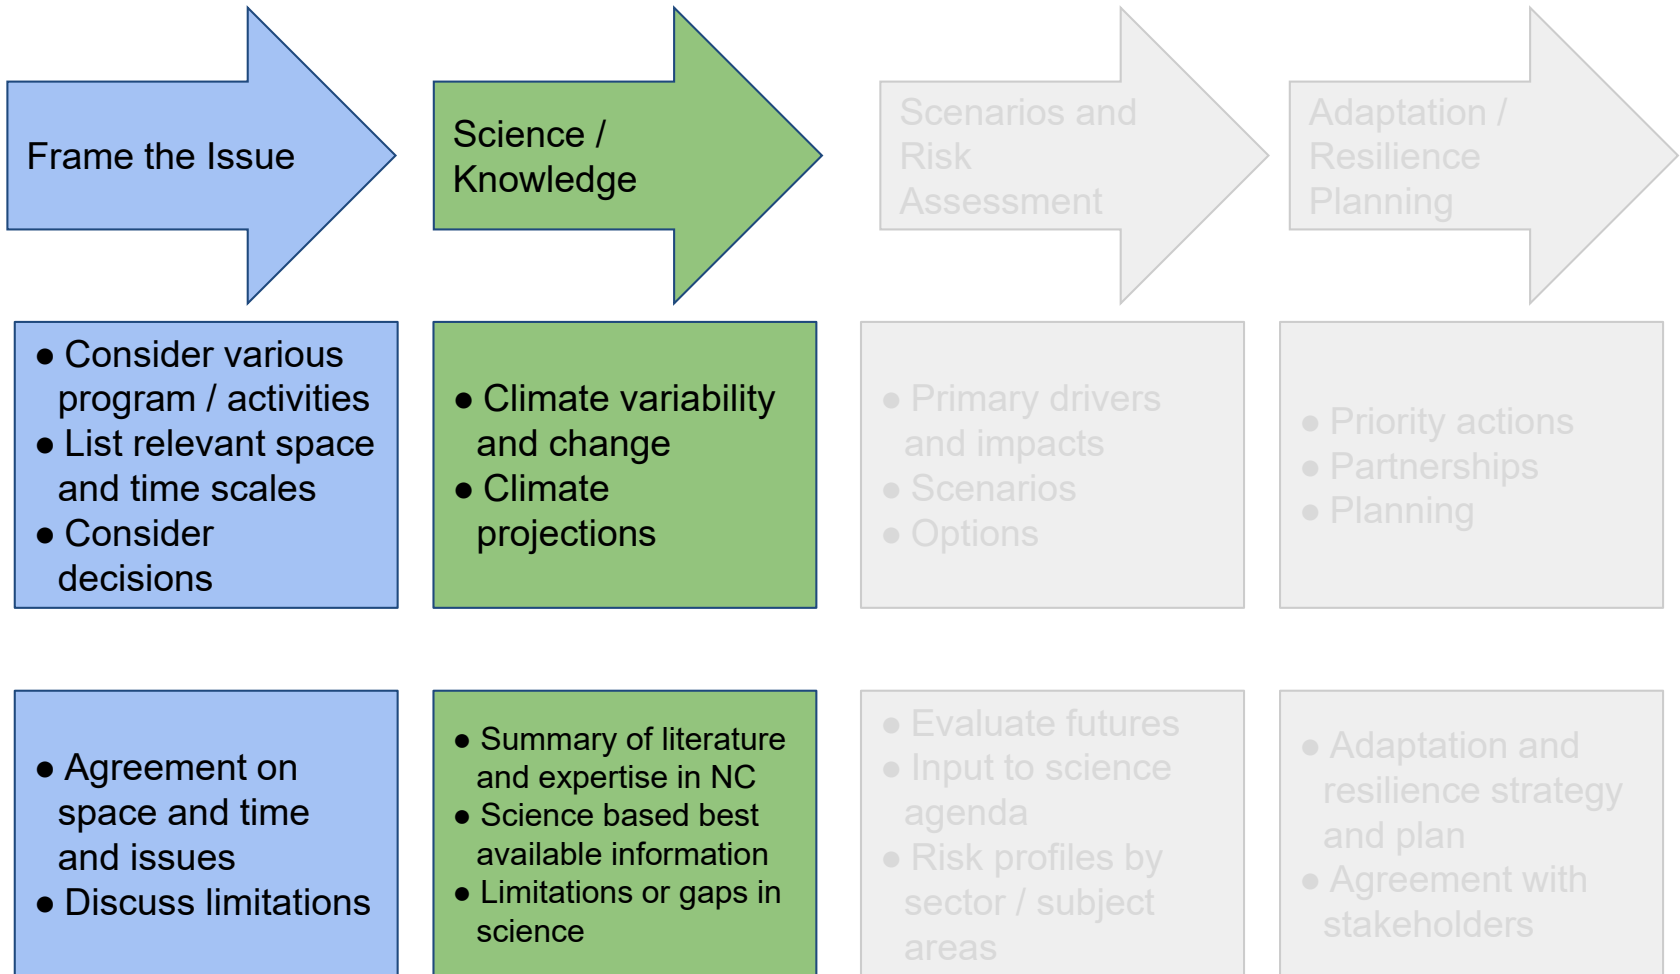 Frame the Issue
Science /
Knowledge
Scenarios and
Risk
Assessment
Adaptation /
Resilience
Planning
● Consider various
program / activities
● List relevant space
and time scales
● Consider
decisions
● Climate variability
and change
● Climate
projections
● Primary drivers
and impacts
● Scenarios
● Options
● Priority actions
● Partnerships
● Planning
● Agreement on
space and time
and issues
● Discuss limitations
● Summary of literature
and expertise in NC
● Science based best
available information
● Limitations or gaps in
science
● Evaluate futures
● Input to science
agenda
● Risk profiles by
sector / subject
areas
● Adaptation and
resilience strategy
and plan
● Agreement with
stakeholders